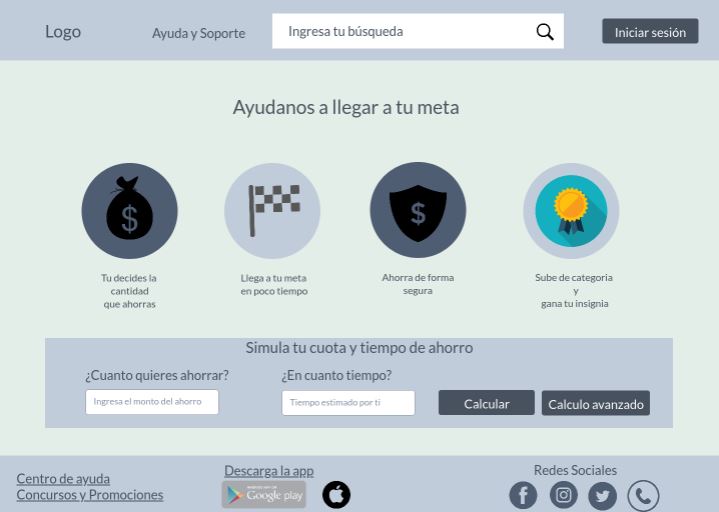 Logo
Ayuda y Soporte
Ingresa tu búsqueda
Iniciar sesión
Ayudanos a llegar a tu meta
$
$
Tu decides la
cantidad
que ahorras
Llega a tu meta
en poco tiempo
Ahorra de forma
segura
Sube de categoria
y
gana tu insignia
Simula tu cuota y tiempo de ahorro
¿Cuanto quieres ahorrar?
¿En cuanto tiempo?
Ingresa el monto del ahorro
Tiempo estimado por ti
Calcular
Calculo avanzado
Centro de ayuda
Concursos y Promociones
Descarga la app
Google play
Redes Sociales